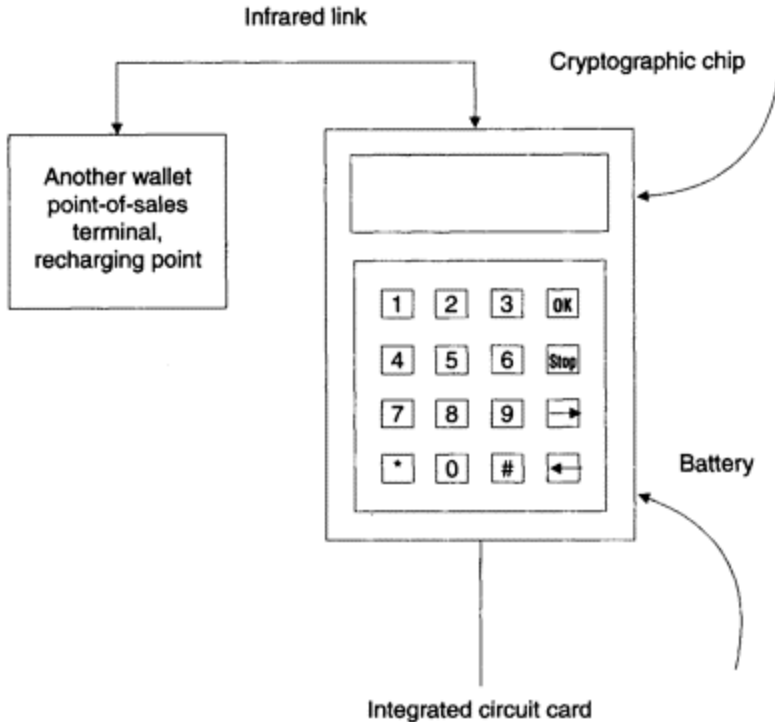 Infrared link
Cryptographic chip
Another wallet
point-of-sales
terminal,
recharging point
1 2 3 OK
4 5 6 Stop
7 8 9 →
* 0 # ←
Battery
Integrated circuit card